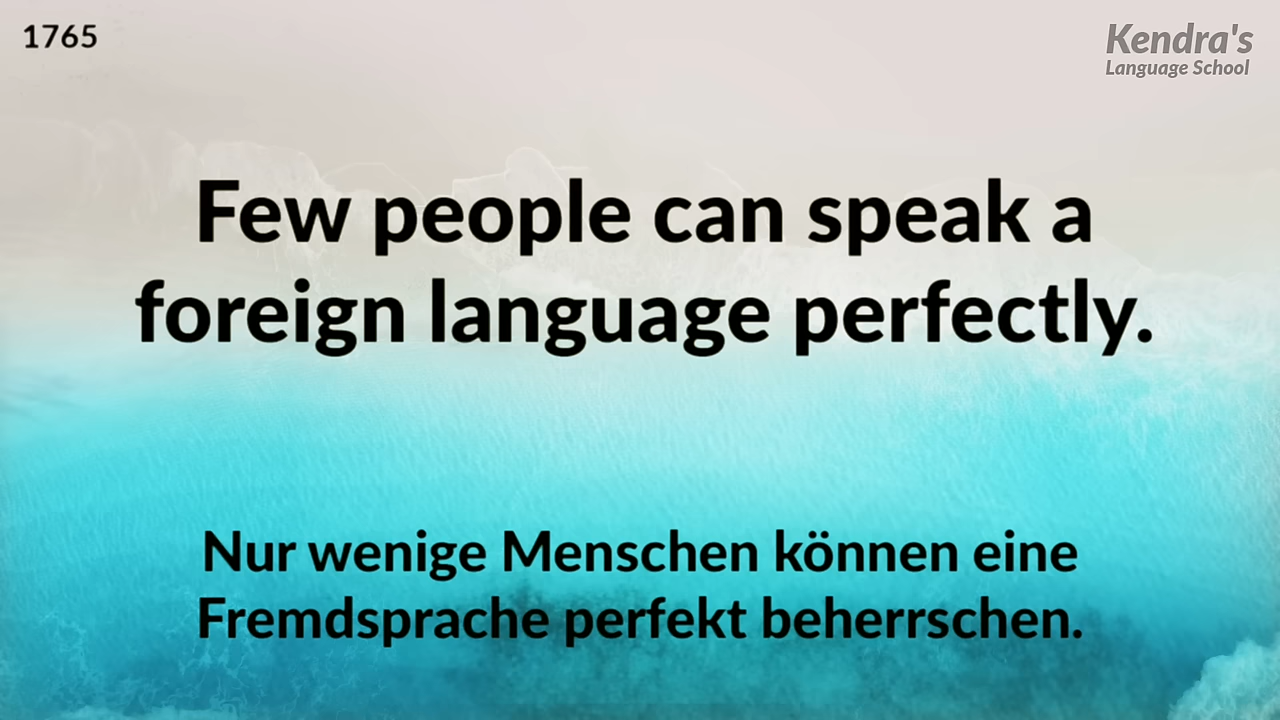 1765
Kendra's
Language School
Few people can speak a
foreign language perfectly.
Nur wenige Menschen können eine
Fremdsprache perfekt beherrschen.